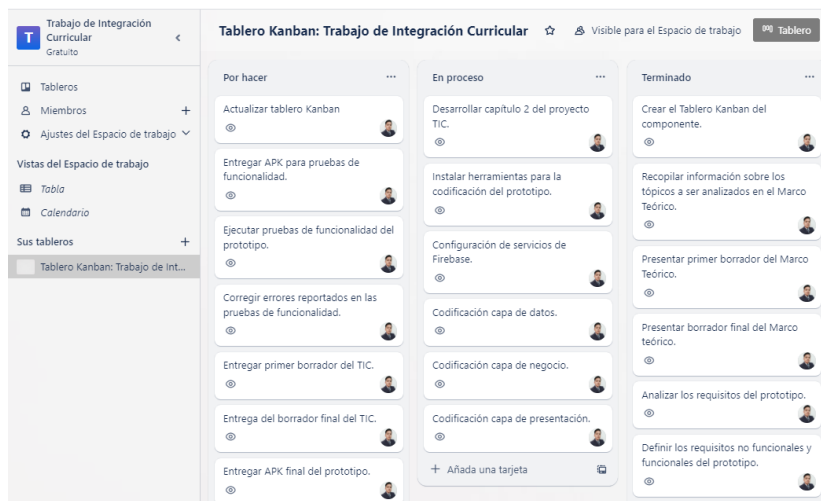 T
Trabajo de Integración
Curricular
Gratuito
Tableros
Miembros
Ajustes del Espacio de trabajo
Vistas del Espacio de trabajo
Tabla
Calendario
Sus tableros
Tablero Kanban: Trabajo de Int...
Tablero Kanban: Trabajo de Integración Curricular
Visible para el Espacio de trabajo
Tablero
Por hacer
Actualizar tablero Kanban
Entregar APK para pruebas de
funcionalidad.
Ejecutar pruebas de funcionalidad del
prototipo.
Corregir errores reportados en las
pruebas de funcionalidad.
Entregar primer borrador del TIC.
Entrega del borrador final del TIC.
Entregar APK final del prototipo.
En proceso
Desarrollar capítulo 2 del proyecto
TIC.
Instalar herramientas para la
codificación del prototipo.
Configuración de servicios de
Firebase.
Codificación capa de datos.
Codificación capa de negocio.
Codificación capa de presentación.
+ Añada una tarjeta
Terminado
Crear el Tablero Kanban del
componente.
Recopilar información sobre los
tópicos a ser analizados en el Marco
Teórico.
Presentar primer borrador del Marco
Teórico.
Presentar borrador final del Marco
teórico.
Analizar los requisitos del prototipo.
Definir los requisitos no funcionales y
funcionales del prototipo.